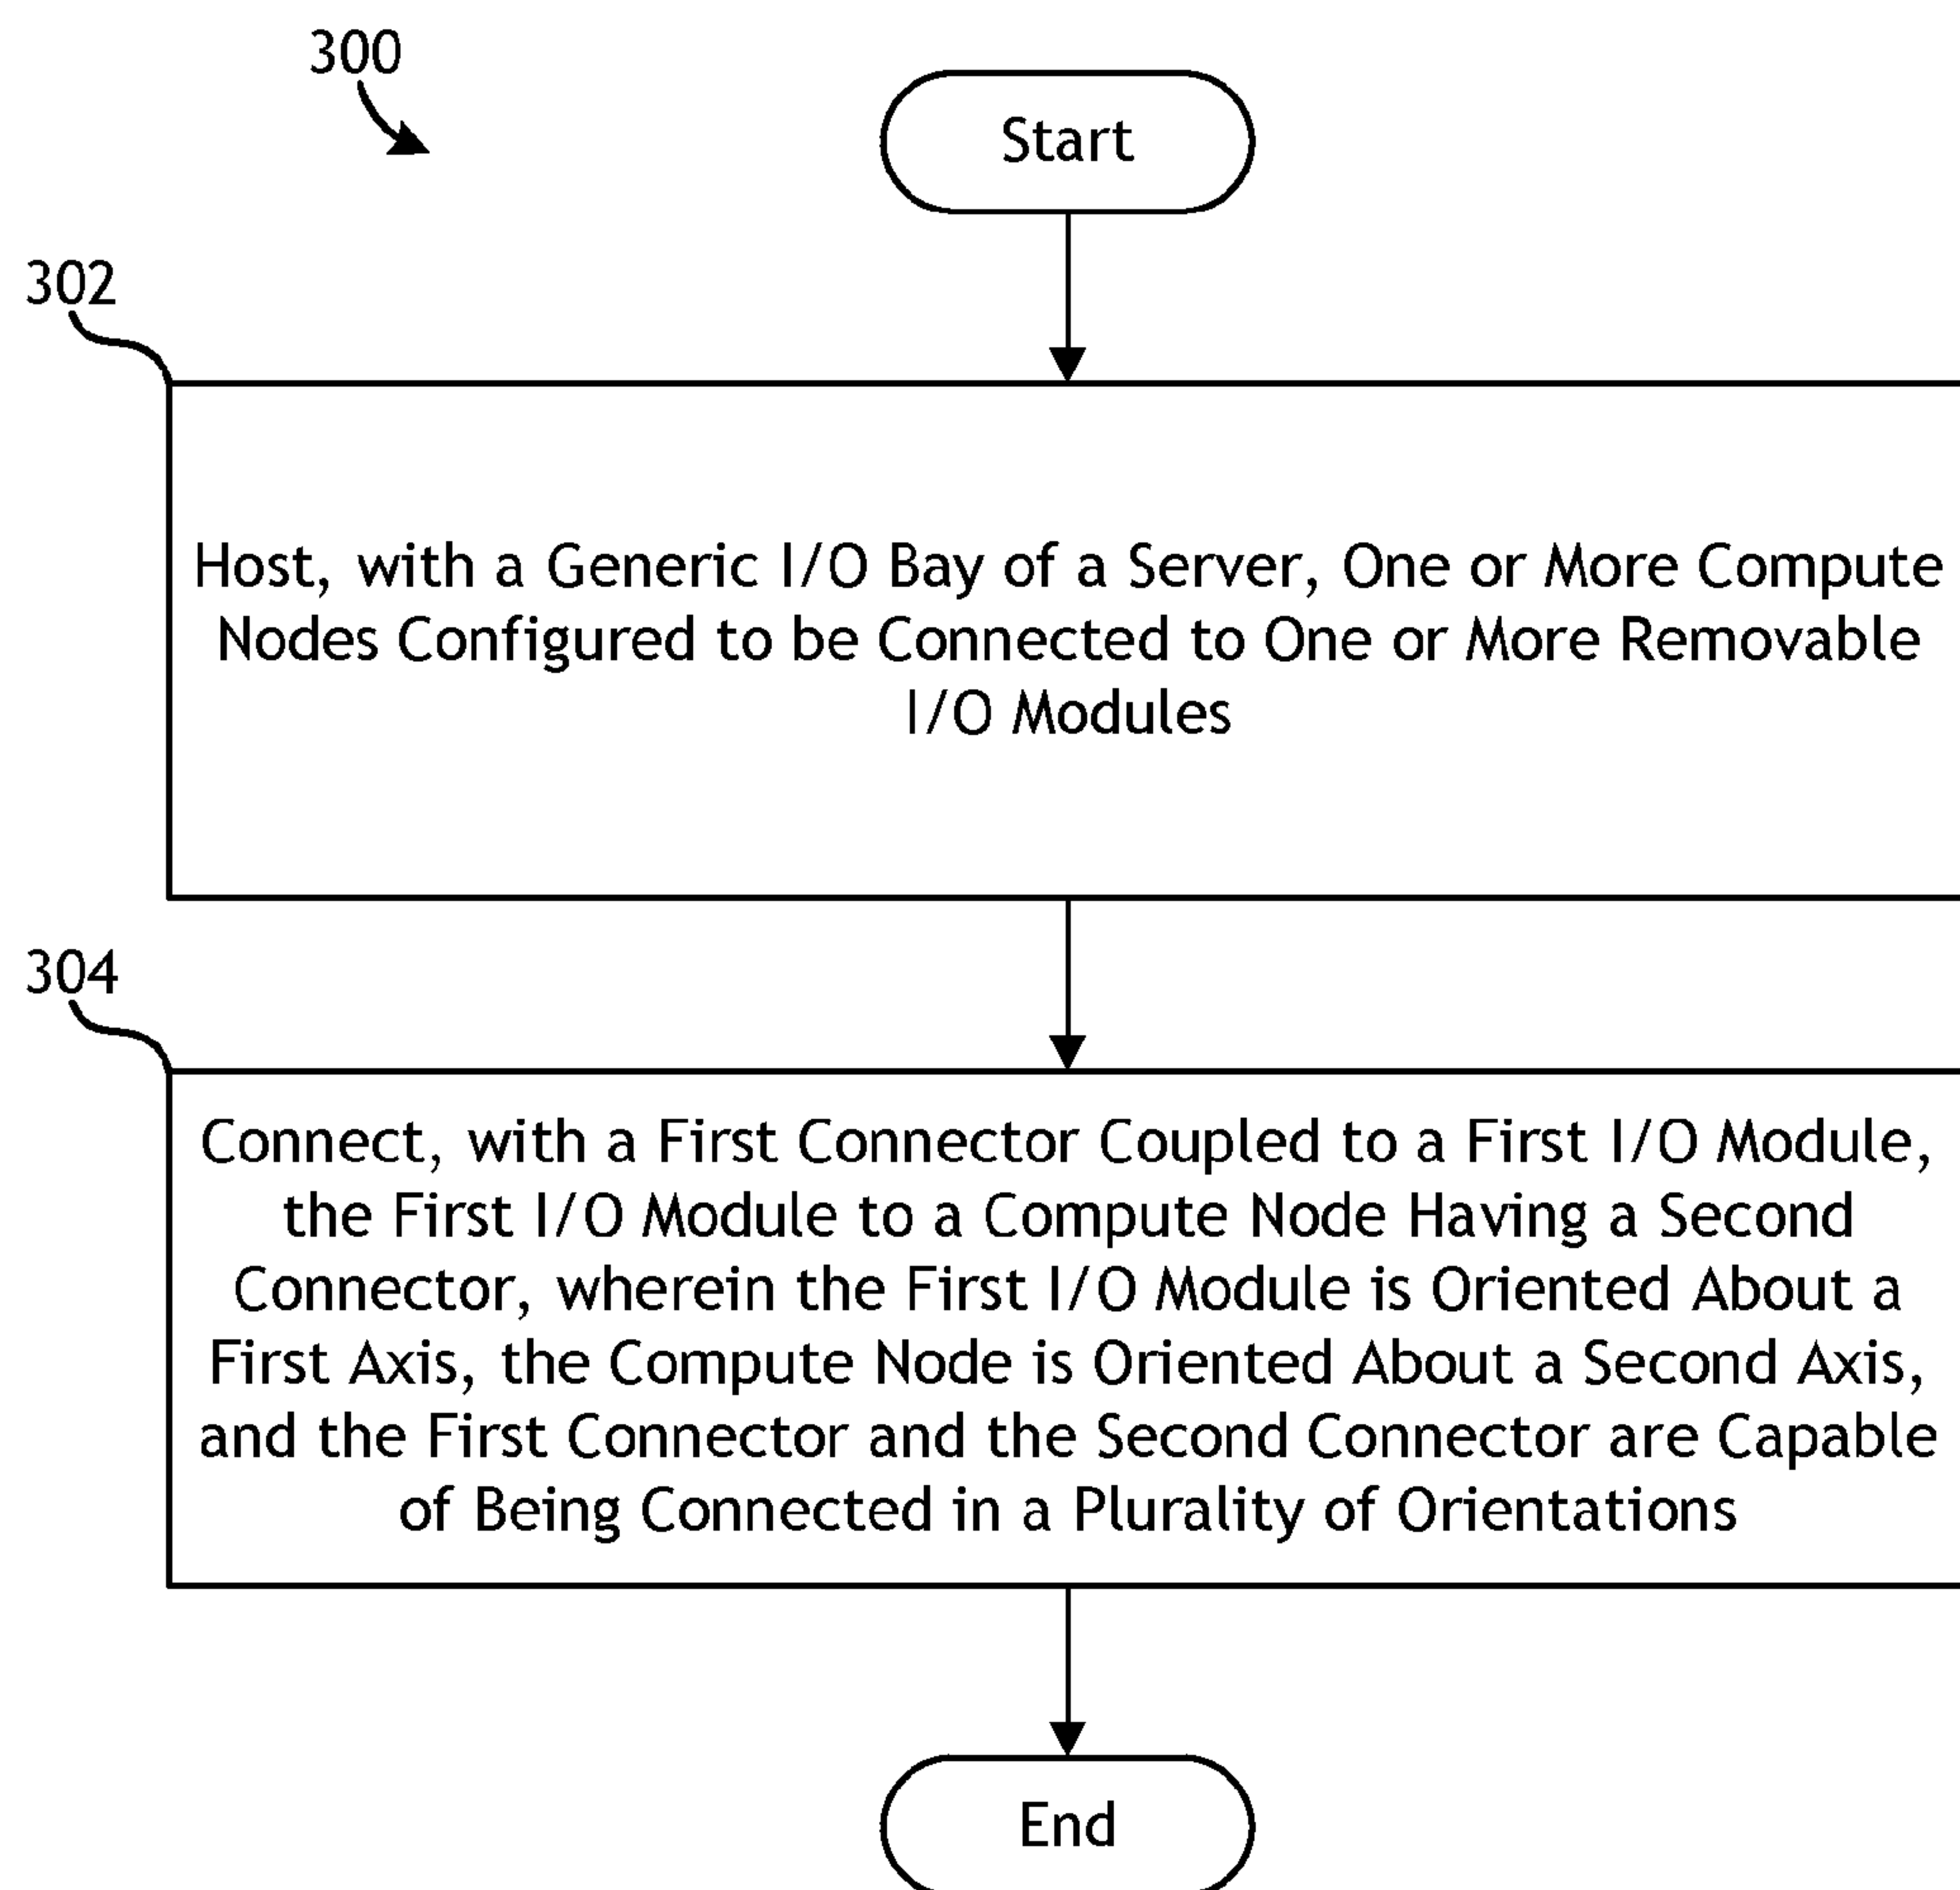 300
Start
302
Host, with a Generic I/O Bay of a Server, One or More Compute
Nodes Configured to be Connected to One or More Removable
I/O Modules
304
Connect, with a First Connector Coupled to a First I/O Module,
the First I/O Module to a Compute Node Having a Second
Connector, wherein the First I/O Module is Oriented About a
First Axis, the Compute Node is Oriented About a Second Axis,
and the First Connector and the Second Connector are Capable
of Being Connected in a Plurality of Orientations
End